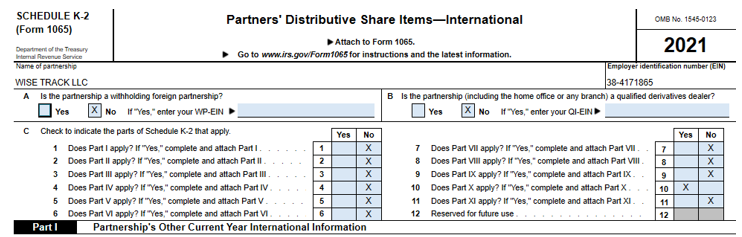 SCHEDULE K-2
(Form 1065)
Department of the Treasury
Internal Revenue Service
Partners' Distributive Share Items—International
▶ Attach to Form 1065.
▶ Go to www.irs.gov/Form1065 for instructions and the latest information.
OMB No. 1545-0123
2021
Name of partnership
WISE TRACK LLC
Employer identification number (EIN)
38-4171865
A Is the partnership a withholding foreign partnership?
Yes X No If "Yes," enter your WP-EIN ▶
B Is the partnership (including the home office or any branch) a qualified derivatives dealer?
Yes X No If "Yes," enter your QI-EIN ▶
C Check to indicate the parts of Schedule K-2 that apply.
Yes No
1 Does Part I apply? If "Yes," complete and attach Part I . . . . . . 1 X
2 Does Part II apply? If "Yes," complete and attach Part II . . . . . 2 X
3 Does Part III apply? If "Yes," complete and attach Part III . . . . . 3 X
4 Does Part IV apply? If "Yes," complete and attach Part IV . . . . 4 X
5 Does Part V apply? If "Yes," complete and attach Part V . . . . . 5 X
6 Does Part VI apply? If "Yes," complete and attach Part VI . . . . 6 X
Yes No
7 Does Part VII apply? If "Yes," complete and attach Part VII . . 7 X
8 Does Part VIII apply? If "Yes," complete and attach Part VIII . . 8 X
9 Does Part IX apply? If "Yes," complete and attach Part IX . . . 9 X
10 Does Part X apply? If "Yes," complete and attach Part X . . . 10 X
11 Does Part XI apply? If "Yes," complete and attach Part XI . . . 11 X
12 Reserved for future use . . . . . . . . . . . . . . 12
Part I Partnership's Other Current Year International Information